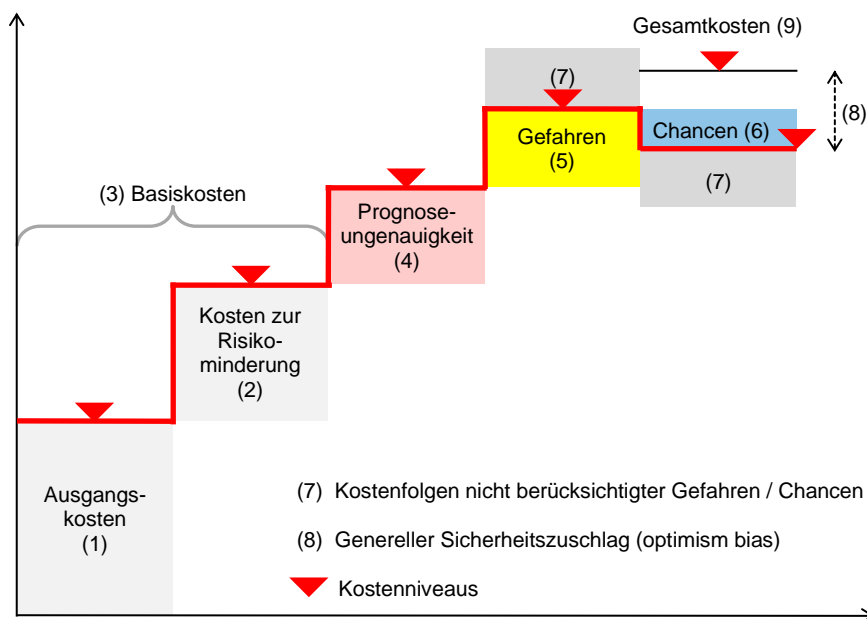 Gesamtkosten (9)
(7)
(8)
Gefahren
(5)
Chancen (6)
(7)
(3) Basiskosten
Prognose-
ungenauigkeit
(4)
Kosten zur
Risiko-
minderung
(2)
Ausgangs-
kosten
(1)
(7) Kostenfolgen nicht berücksichtigter Gefahren / Chancen
(8) Genereller Sicherheitszuschlag (optimism bias)
Kostenniveaus